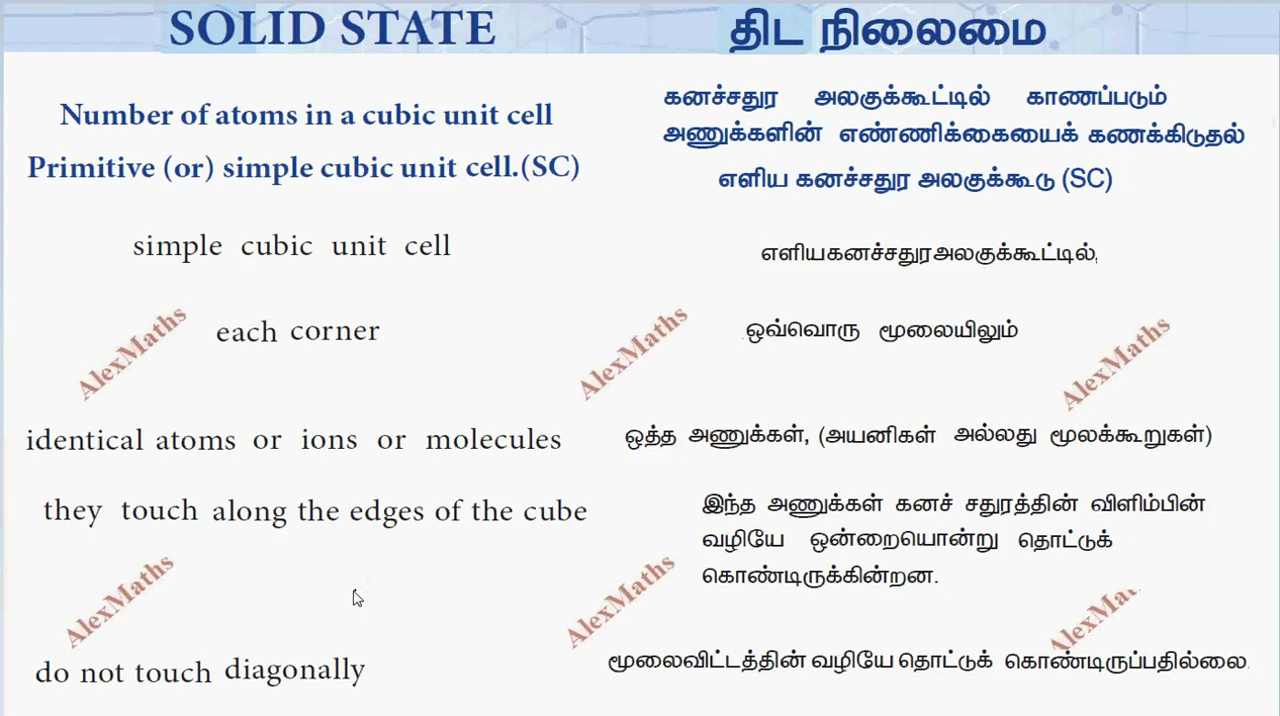 SOLID STATE
திட நிலைமை
Number of atoms in a cubic unit cell
Primitive (or) simple cubic unit cell.(SC)
கனச்சதுர அலகுக்கூட்டில் காணப்படும்
அணுக்களின் எண்ணிக்கையைக் கணக்கிடுதல்
எளிய கனச்சதுர அலகுக்கூடு (SC)
simple cubic unit cell
எளியகனச்சதுரஅலகுக்கூட்டில்,
each corner
ஒவ்வொரு மூலையிலும்
AlexMaths
AlexMaths
AlexMaths
identical atoms or ions or molecules
ஒத்த அணுக்கள், (அயனிகள் அல்லது மூலக்கூறுகள்)
they touch along the edges of the cube
இந்த அணுக்கள் கனச் சதுரத்தின் விளிம்பின்
வழியே ஒன்றையொன்று தொட்டுக்
கொண்டிருக்கின்றன.
AlexMaths
AlexMaths
AlexMa
do not touch diagonally
மூலைவிட்டத்தின் வழியே தொட்டுக் கொண்டிருப்பதில்லை.